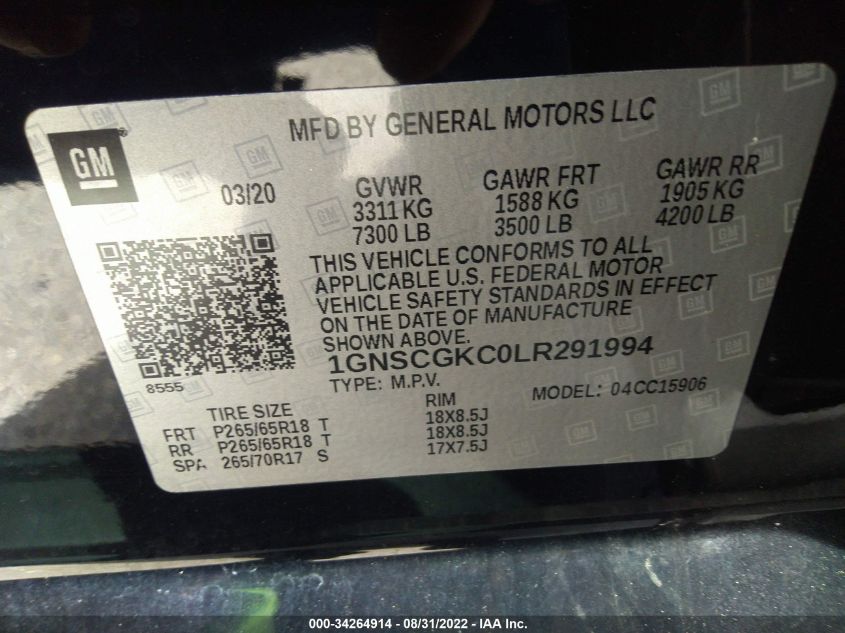 MFD BY GENERAL MOTORS LLC
GM
03/20
GVWR GAWR FRT GAWR RR
3311 KG 1588 KG 1905 KG
7300 LB 3500 LB 4200 LB
THIS VEHICLE CONFORMS TO ALL
APPLICABLE U.S. FEDERAL MOTOR
VEHICLE SAFETY STANDARDS IN EFFECT
ON THE DATE OF MANUFACTURE
SHOWN ABOVE.
1GNSCGKC0LR291994
8555
TYPE: M.P.V. MODEL: 04CC15906
TIRE SIZE RIM
FRT P265/65R18 T 18X8.5J
RR P265/65R18 T 18X8.5J
SPA 265/70R17 S 17X7.5J
000-34264914 - 08/31/2022 - IAA Inc.